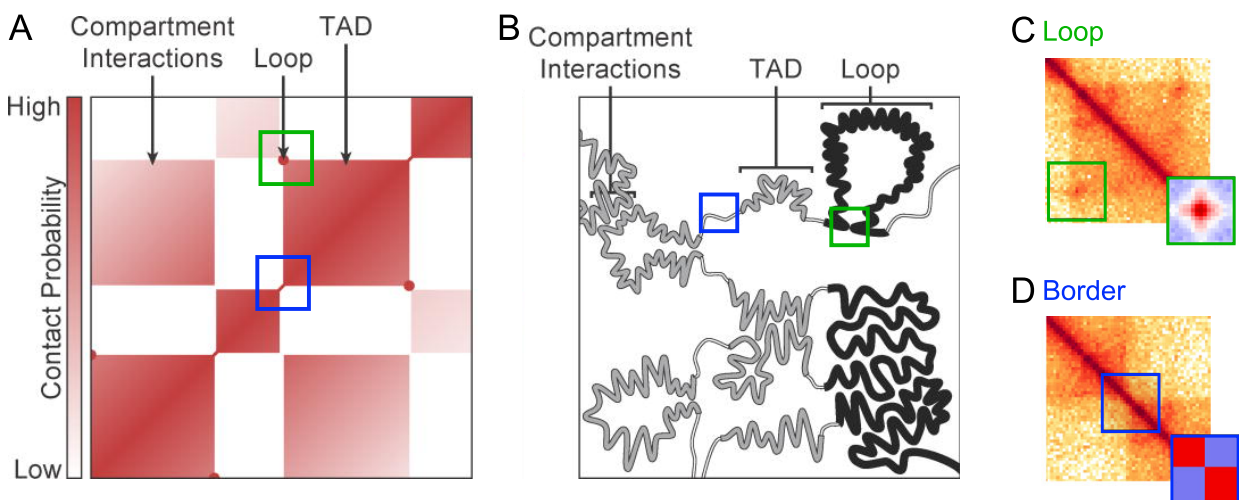 A
Compartment
Interactions
Loop
TAD
High
Contact Probability
Low
B
Compartment
Interactions
TAD
Loop
C Loop
D Border